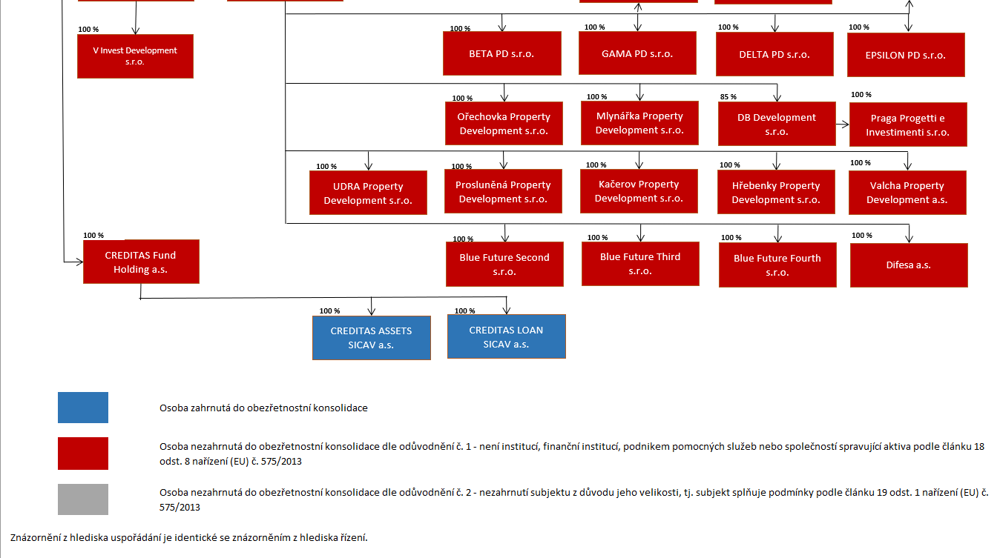 100 %
V Invest Development
s.r.o.
100 %
BETA PD s.r.o.
100 %
GAMA PD s.r.o.
100 %
DELTA PD s.r.o.
100 %
EPSILON PD s.r.o.
100 %
Ořechovka Property
Development s.r.o.
100 %
Mlynářka Property
Development s.r.o.
85 %
DB Development
s.r.o.
100 %
Praga Progetti e
Investimenti s.r.o.
100 %
UDRA Property
Development s.r.o.
100 %
Prosluněná Property
Development s.r.o.
100 %
Kačerov Property
Development s.r.o.
100 %
Hřebenky Property
Development s.r.o.
100 %
Valcha Property
Development a.s.
100 %
CREDITAS Fund
Holding a.s.
100 %
Blue Future Second
s.r.o.
100 %
Blue Future Third
s.r.o.
100 %
Blue Future Fourth
s.r.o.
100 %
Difesa a.s.
100 %
CREDITAS ASSETS
SICAV a.s.
100 %
CREDITAS LOAN
SICAV a.s.
Osoba zahrnutá do obezřetnostní konsolidace
Osoba nezahrnutá do obezřetnostní konsolidace dle odůvodnění č. 1 - není institucí, finanční institucí, podnikem pomocných služeb nebo společností spravující aktiva podle článku 18
odst. 8 nařízení (EU) č. 575/2013
Osoba nezahrnutá do obezřetnostní konsolidace dle odůvodnění č. 2 - nezahrnutí subjektu z důvodu jeho velikosti, tj. subjekt splňuje podmínky podle článku 19 odst. 1 nařízení (EU) č.
575/2013
Znázornění z hlediska uspořádání je identické se znázorněním z hlediska řízení.